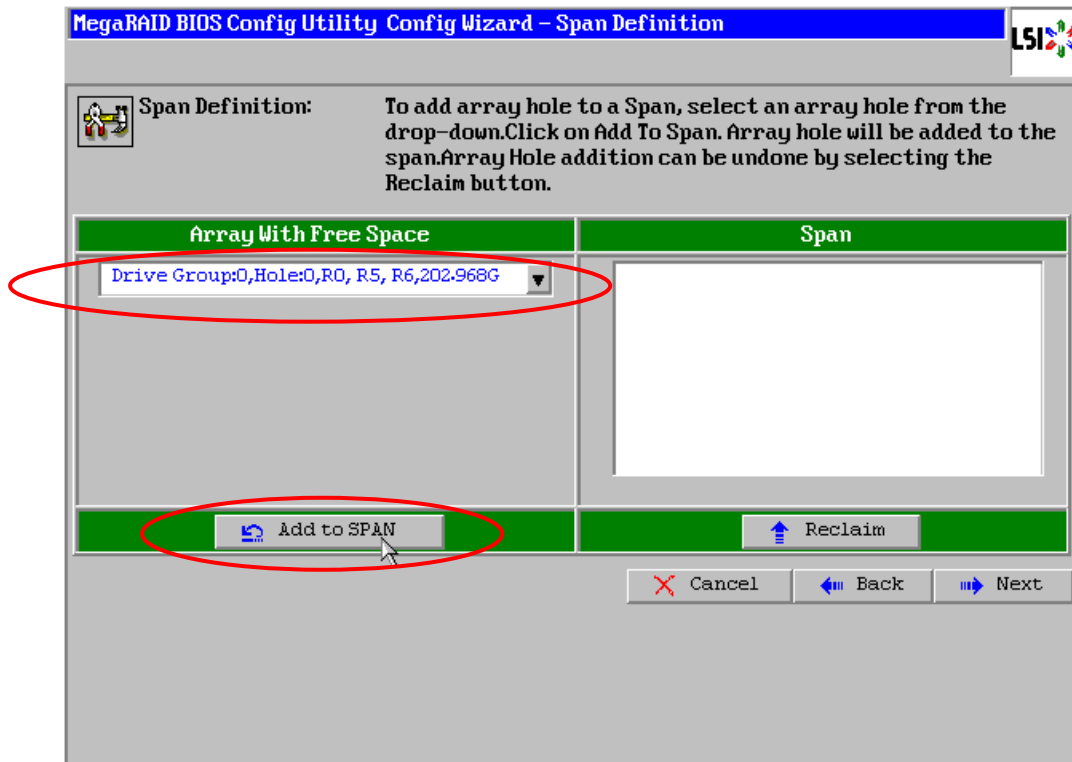 MegaRAID BIOS Config Utility Config Wizard – Span Definition
LSI
Span Definition:
To add array hole to a Span, select an array hole from the
drop-down.Click on Add To Span. Array hole will be added to the
span.Array Hole addition can be undone by selecting the
Reclaim button.
Array With Free Space
Span
Drive Group:0,Hole:0,R0, R5, R6,202.968G
Add to SPAN
Reclaim
Cancel
Back
Next